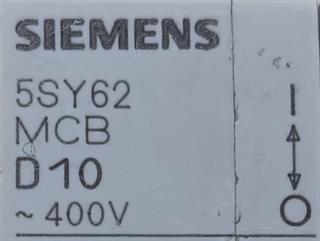 SIEMENS
5SY62
MCB
D10
~ 400V
I
O